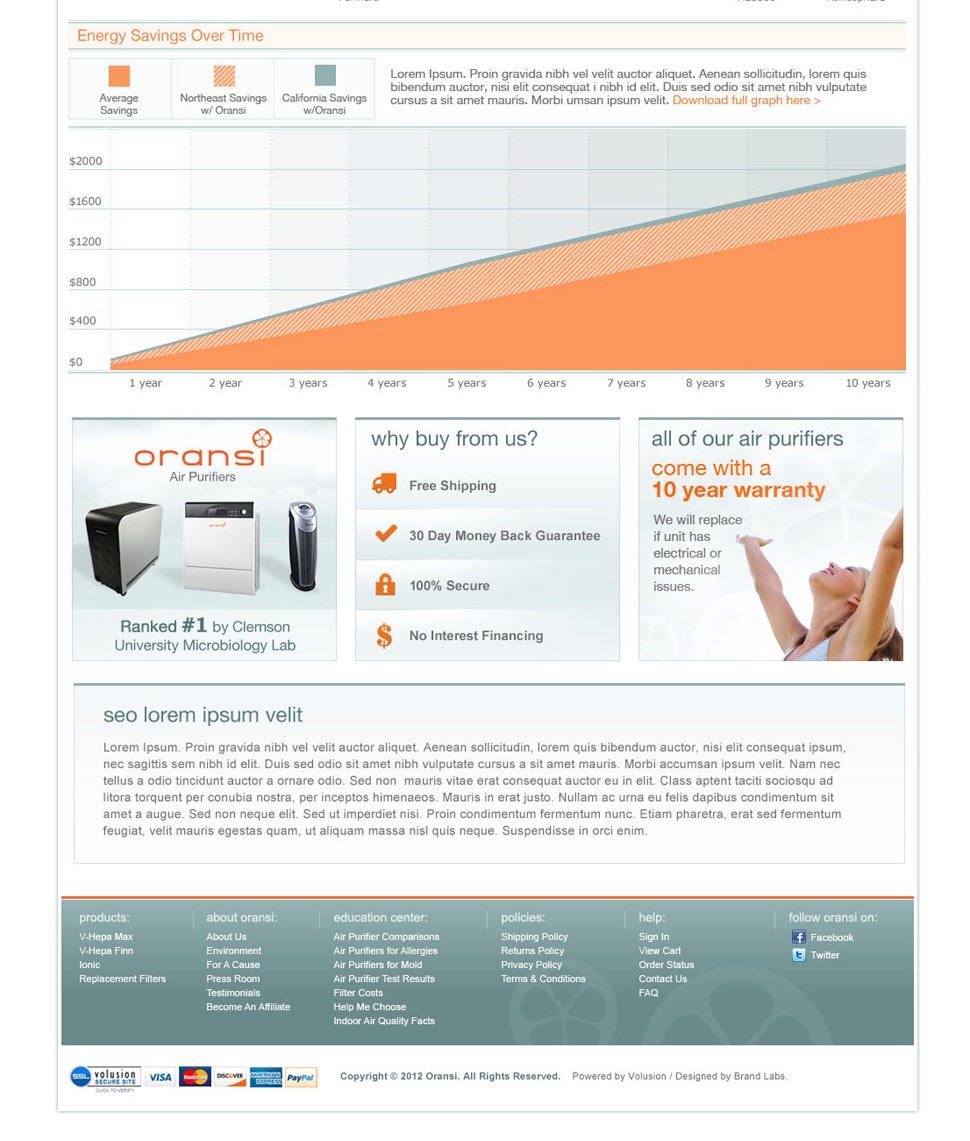 Energy Savings Over Time
Average
Savings
Northeast Savings
w/ Oransi
California Savings
w/Oransi
Lorem Ipsum. Proin gravida nibh vel velit auctor aliquet. Aenean sollicitudin, lorem quis
bibendum auctor, nisi elit consequat i nibh id elit. Duis sed odio sit amet nibh vulputate
cursus a sit amet mauris. Morbi umsan ipsum velit. Download full graph here >
$2000
$1600
$1200
$800
$400
$0
1 year
2 year
3 years
4 years
5 years
6 years
7 years
8 years
9 years
10 years
oransi
Air Purifiers
oransi
Ranked #1 by Clemson
University Microbiology Lab
why buy from us?
Free Shipping
30 Day Money Back Guarantee
100% Secure
No Interest Financing
all of our air purifiers
come with a
10 year warranty
We will replace
if unit has
electrical or
mechanical
issues.
seo lorem ipsum velit
Lorem Ipsum. Proin gravida nibh vel velit auctor aliquet. Aenean sollicitudin, lorem quis bibendum auctor, nisi elit consequat ipsum,
nec sagittis sem nibh id elit. Duis sed odio sit amet nibh vulputate cursus a sit amet mauris. Morbi accumsan ipsum velit. Nam nec
tellus a odio tincidunt auctor a ornare odio. Sed non  mauris vitae erat consequat auctor eu in elit. Class aptent taciti sociosqu ad
litora torquent per conubia nostra, per inceptos himenaeos. Mauris in erat justo. Nullam ac urna eu felis dapibus condimentum sit
amet a augue. Sed non neque elit. Sed ut imperdiet nisi. Proin condimentum fermentum nunc. Etiam pharetra, erat sed fermentum
feugiat, velit mauris egestas quam, ut aliquam massa nisl quis neque. Suspendisse in orci enim.
products:
V-Hepa Max
V-Hepa Finn
Ionic
Replacement Filters
about oransi:
About Us
Environment
For A Cause
Press Room
Testimonials
Become An Affiliate
education center:
Air Purifier Comparisons
Air Purifiers for Allergies
Air Purifiers for Mold
Air Purifier Test Results
Filter Costs
Help Me Choose
Indoor Air Quality Facts
policies:
Shipping Policy
Returns Policy
Privacy Policy
Terms & Conditions
help:
Sign In
View Cart
Order Status
Contact Us
FAQ
follow oransi on:
Facebook
Twitter
SSL volusion
SECURE SITE
CLICK TO VERIFY
VISA
MasterCard
DISCOVER
AMERICAN EXPRESS
PayPal
Copyright © 2012 Oransi. All Rights Reserved. Powered by Volusion / Designed by Brand Labs.